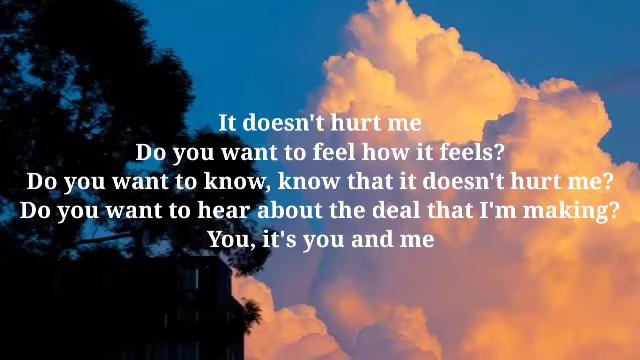 It doesn't hurt me
Do you want to feel how it feels?
Do you want to know, know that it doesn't hurt me?
Do you want to hear about the deal that I'm making?
You, it's you and me